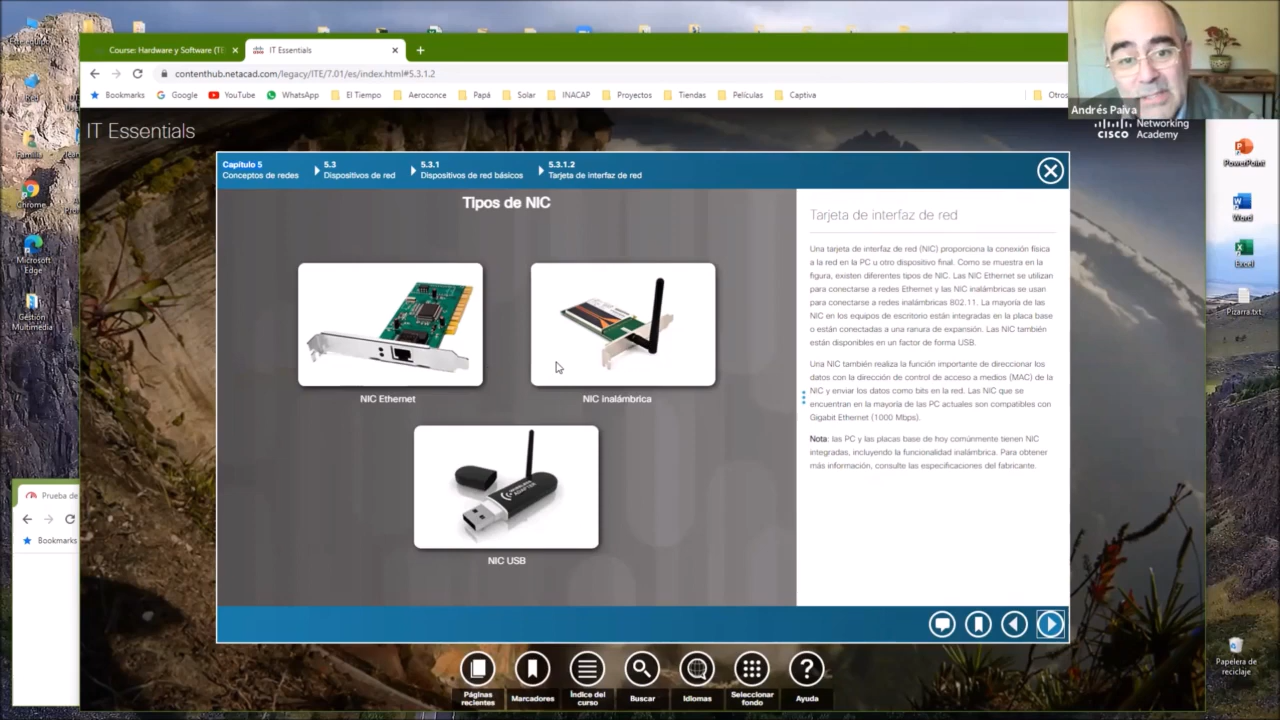 Course: Hardware y Software (TI
IT Essentials
contenthub.netacad.com/legacy/ITE/7.01/es/index.html#5.3.1.2
Bookmarks
Google
YouTube
WhatsApp
El Tiempo
Aeroconce
Papá
Solar
INACAP
Proyectos
Tiendas
Películas
Captiva
Otros
Andrés Paiva
IT Essentials
Networking
CISCO Academy
Capítulo 5
Conceptos de redes
5.3
Dispositivos de red
5.3.1
Dispositivos de red básicos
5.3.1.2
Tarjeta de interfaz de red
Tipos de NIC
NIC Ethernet
NIC inalámbrica
WIRELESS
ADAPTER
NIC USB
Tarjeta de interfaz de red
Una tarjeta de interfaz de red (NIC) proporciona la conexión física
a la red en la PC u otro dispositivo final. Como se muestra en la
figura, existen diferentes tipos de NIC. Las NIC Ethernet se utilizan
para conectarse a redes Ethernet y las NIC inalámbricas se usan
para conectarse a redes inalámbricas 802.11. La mayoría de las
NIC en los equipos de escritorio están integradas en la placa base
o están conectadas a una ranura de expansión. Las NIC también
están disponibles en un factor de forma USB.
Una NIC también realiza la función importante de direccionar los
datos con la dirección de control de acceso a medios (MAC) de la
NIC y enviar los datos como bits en la red. Las NIC que se
encuentran en la mayoría de las PC actuales son compatibles con
Gigabit Ethernet (1000 Mbps).
Nota: las PC y las placas base de hoy comúnmente tienen NIC
integradas, incluyendo la funcionalidad inalámbrica. Para obtener
más información, consulte las especificaciones del fabricante.
Páginas
recientes
Marcadores
Índice del
curso
Buscar
Idiomas
Seleccionar
fondo
Ayuda
Red
Familia
Chrome
Microsoft
Edge
Gestión
Multimedia
Prueba de
Bookmarks
PowerPoint
Word
Excel
Pizarra.txt
Papelera de
reciclaje